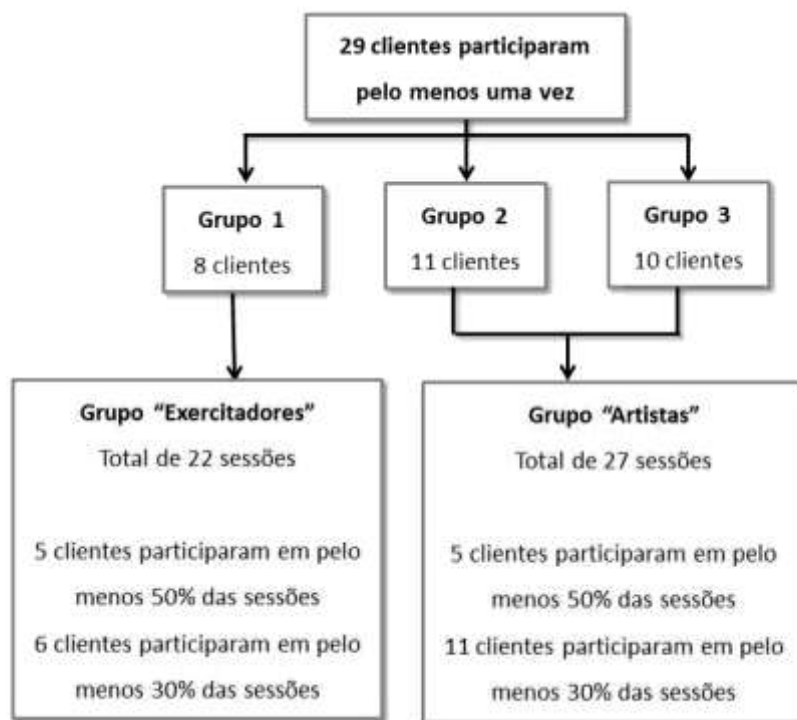 29 clientes participaram
pelo menos uma vez
Grupo 1
8 clientes
Grupo 2
11 clientes
Grupo 3
10 clientes
Grupo “Exercitadores”
Total de 22 sessões
5 clientes participaram em pelo
menos 50% das sessões
6 clientes participaram em pelo
menos 30% das sessões
Grupo “Artistas”
Total de 27 sessões
5 clientes participaram em pelo
menos 50% das sessões
11 clientes participaram em pelo
menos 30% das sessões